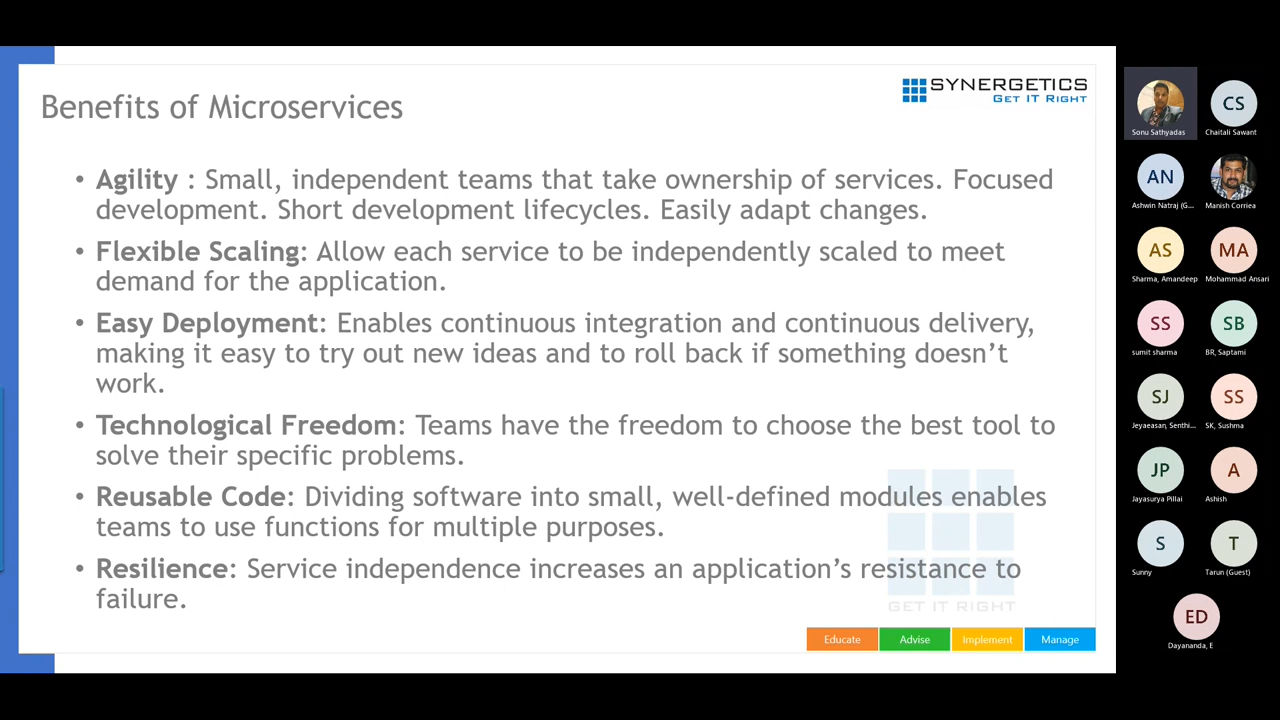 Benefits of Microservices
SYNERGETICS
GET IT RIGHT
• Agility : Small, independent teams that take ownership of services. Focused
development. Short development lifecycles. Easily adapt changes.
• Flexible Scaling: Allow each service to be independently scaled to meet
demand for the application.
• Easy Deployment: Enables continuous integration and continuous delivery,
making it easy to try out new ideas and to roll back if something doesn’t
work.
• Technological Freedom: Teams have the freedom to choose the best tool to
solve their specific problems.
• Reusable Code: Dividing software into small, well-defined modules enables
teams to use functions for multiple purposes.
• Resilience: Service independence increases an application’s resistance to
failure.
GET IT RIGHT
Educate Advise Implement Manage
CS
Sonu Sathyadas Chaitali Sawant
AN
Ashwin Natraj (G... Manish Corriea
AS MA
Sharma, Amandeep Mohammad Ansari
SS SB
sumit sharma BR, Saptami
SJ SS
Jeyaeasan, Senthi... SK, Sushma
JP A
Jayasurya Pillai Ashish
S T
Sunny Tarun (Guest)
ED
Dayananda, E